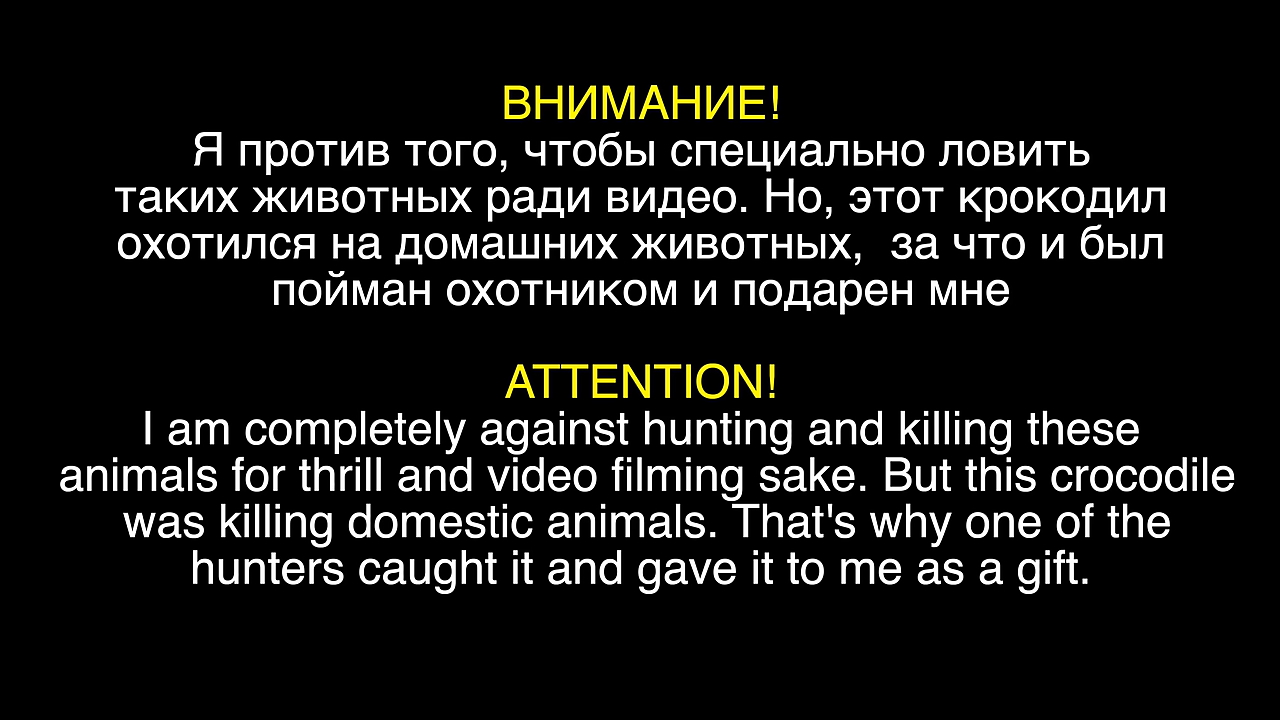 ВНИМАНИЕ!
Я против того, чтобы специально ловить
таких животных ради видео. Но, этот крокодил
охотился на домашних животных,  за что и был
пойман охотником и подарен мне
ATTENTION!
I am completely against hunting and killing these
animals for thrill and video filming sake. But this crocodile
was killing domestic animals. That's why one of the
hunters caught it and gave it to me as a gift.